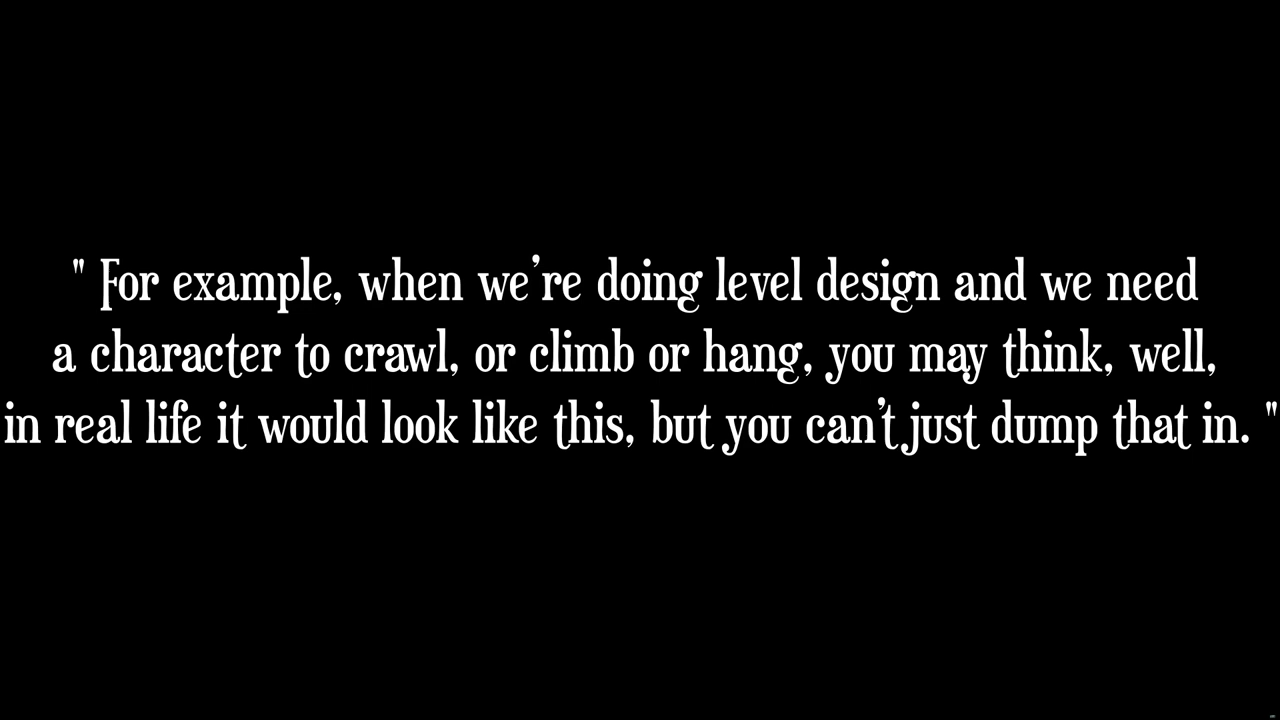 " For example, when we're doing level design and we need
a character to crawl, or climb or hang, you may think, well,
in real life it would look like this, but you can't just dump that in. "